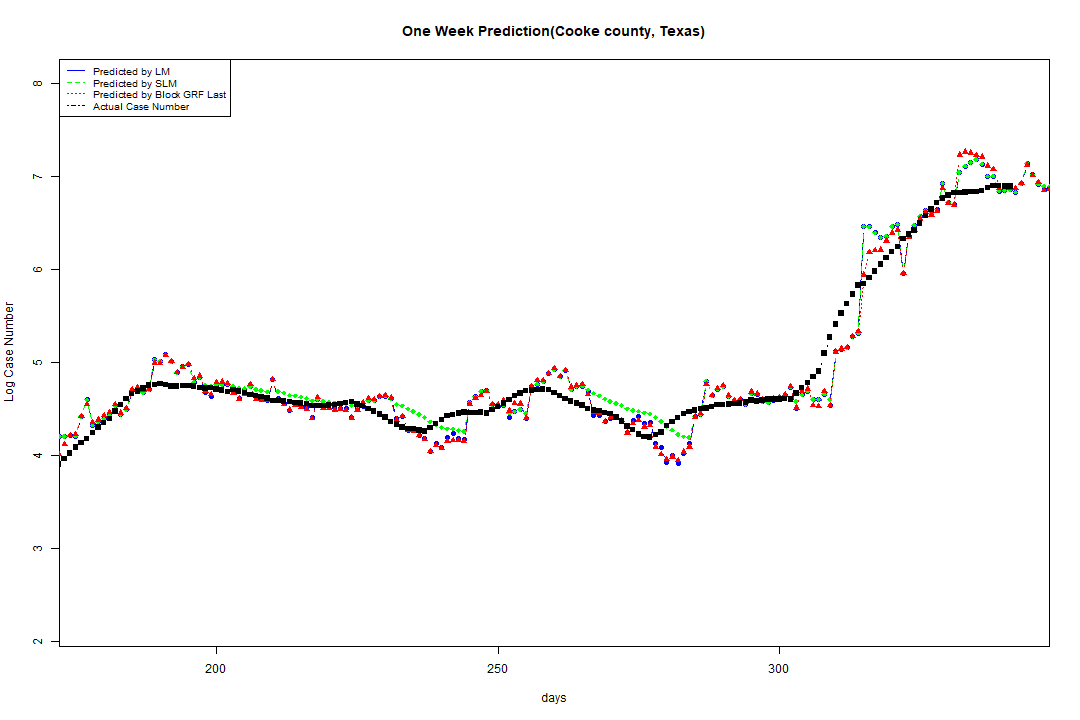 One Week Prediction(Cooke county, Texas)
Predicted by LM
Predicted by SLM
Predicted by Block GRF Last
Actual Case Number
8
7
6
5
4
3
2
Log Case Number
200
250
300
days